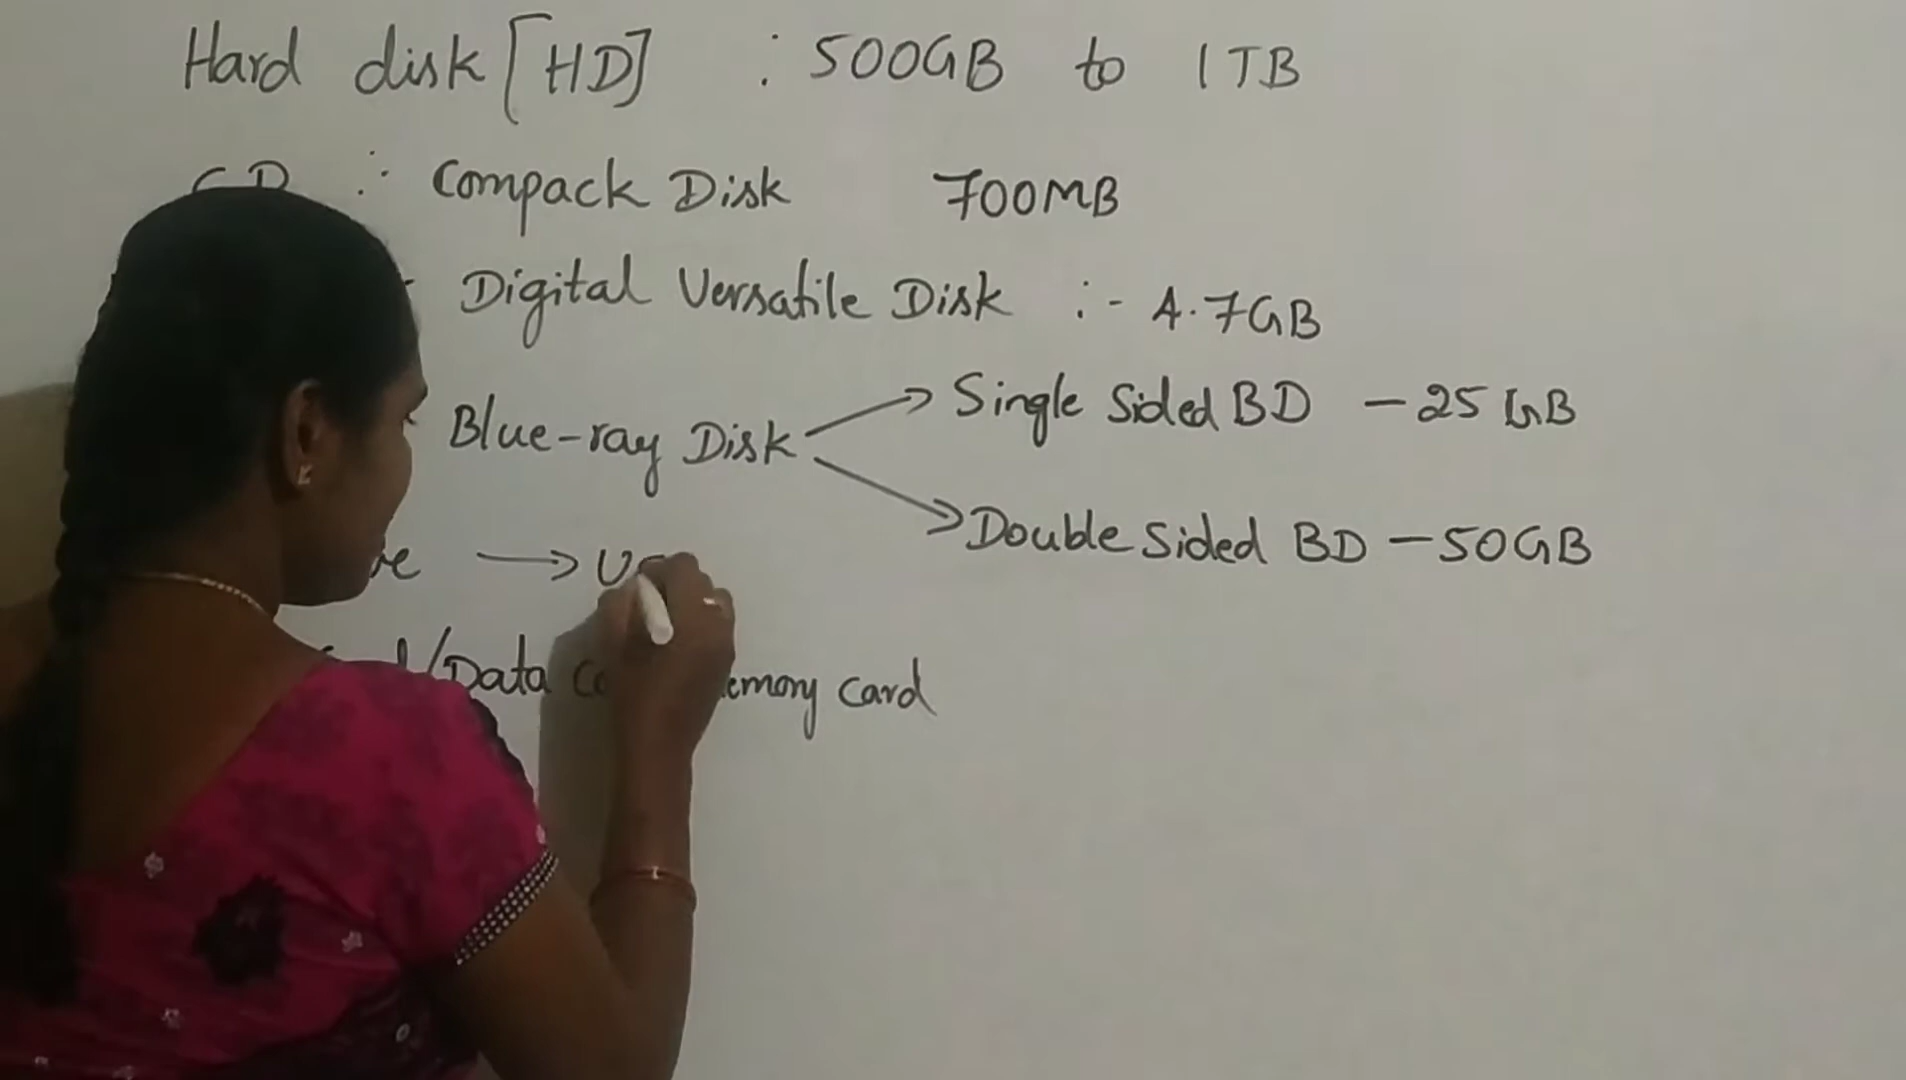 Hard disk [HD] : 500GB to 1TB
CD :- Compack Disk 700MB
Digital Versatile Disk :- 4.7GB
Blue-ray Disk → Single Sided BD - 25 GB
→ Double Sided BD - 50GB
→
/Data card